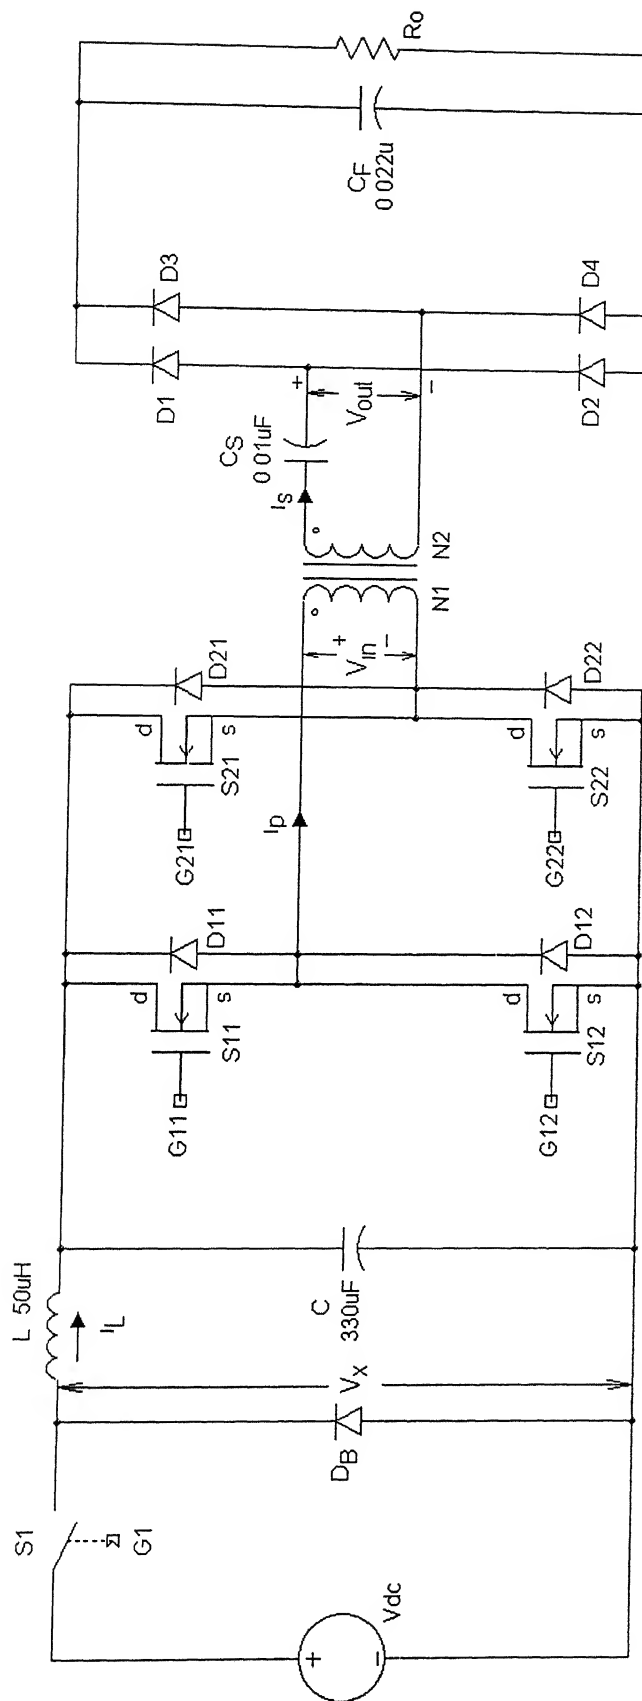 S1
G1
Vdc
+
−
DB
VX
L 50uH
IL
C
330uF
G11
S11
d
s
D11
G12
S12
d
s
D12
Ip
G21
S21
d
s
D21
G22
S22
d
s
D22
+
Vin
−
N1
N2
IS
CS
0 01uF
+
Vout
−
D1
D3
D2
D4
CF
0 022u
Ro